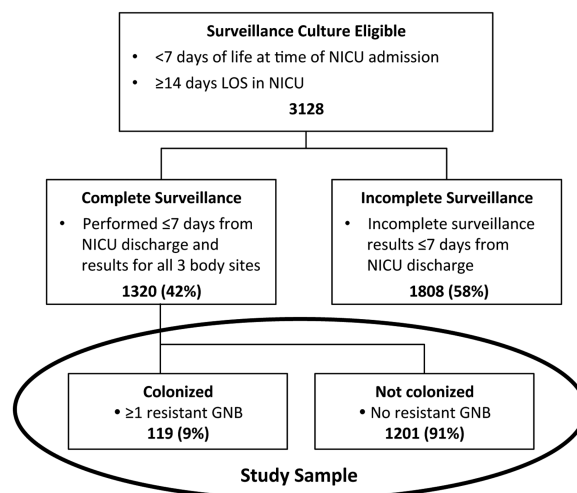 Surveillance Culture Eligible
• <7 days of life at time of NICU admission
• ≥14 days LOS in NICU
3128
Complete Surveillance
• Performed ≤7 days from
NICU discharge and
results for all 3 body sites
1320 (42%)
Incomplete Surveillance
• Incomplete surveillance
results ≤7 days from
NICU discharge
1808 (58%)
Colonized
• ≥1 resistant GNB
119 (9%)
Not colonized
• No resistant GNB
1201 (91%)
Study Sample